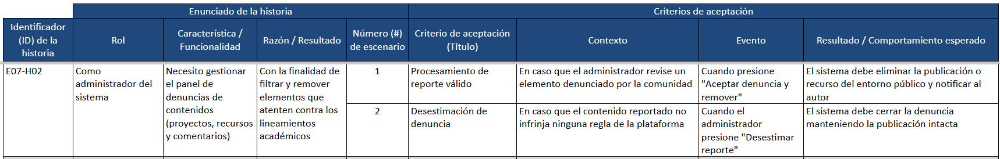 Enunciado de la historia
Criterios de aceptación
Identificador
(ID) de la
historia
Rol
Característica /
Funcionalidad
Razón / Resultado
Número (#)
de escenario
Criterio de aceptación
(Título)
Contexto
Evento
Resultado / Comportamiento esperado
E07-H02
Como
administrador del
sistema
Necesito gestionar
el panel de
denuncias de
contenidos
(proyectos, recursos
y comentarios)
Con la finalidad de
filtrar y remover
elementos que
atenten contra los
lineamientos
académicos
1
Procesamiento de
reporte válido
En caso que el administrador revise un
elemento denunciado por la comunidad
Cuando presione
"Aceptar denuncia y
remover"
El sistema debe eliminar la publicación o
recurso del entorno público y notificar al
autor
2
Desestimación de
denuncia
En caso que el contenido reportado no
infrinja ninguna regla de la plataforma
Cuando el
administrador
presione "Desestimar
reporte"
El sistema debe cerrar la denuncia
manteniendo la publicación intacta